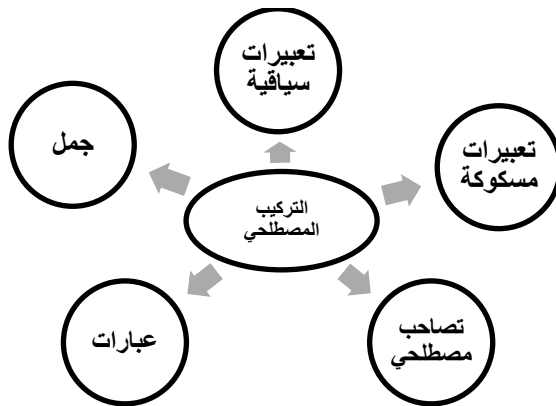 تعبيرات
سياقية
تعبيرات
مسكوكة
جمل
التركيب
المصطلحي
تصاحب
مصطلحي
عبارات